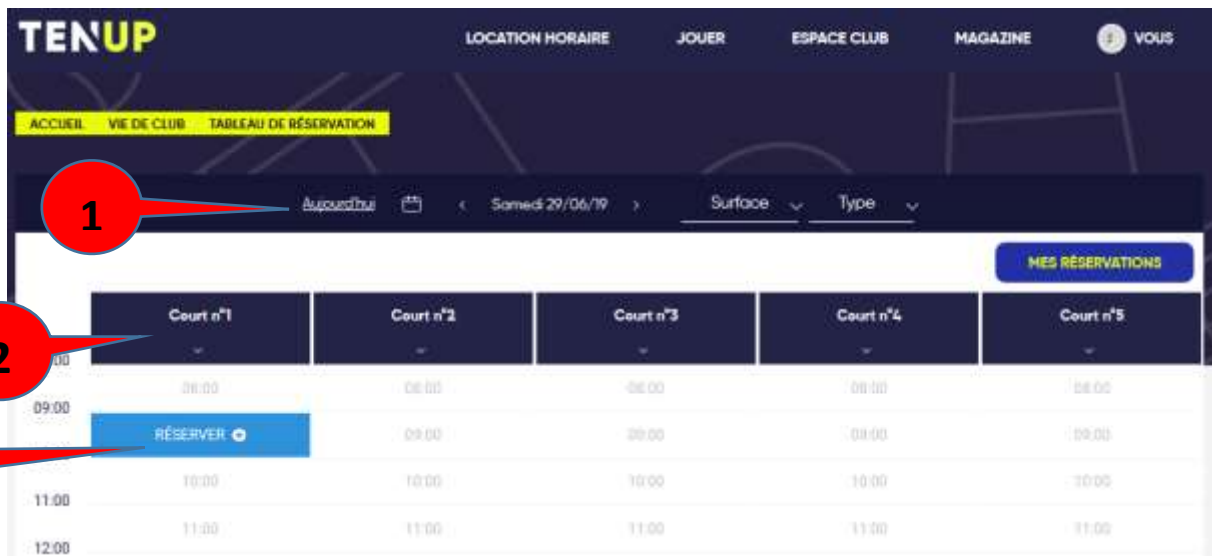 TEN'UP LOCATION HORAIRE JOUER ESPACE CLUB MAGAZINE VOUS
ACCUEIL VIE DE CLUB TABLEAU DE RÉSERVATION
1 Aujourd'hui < Samedi 29/06/19 > Surface Type
MES RÉSERVATIONS
Court n°1 Court n°2 Court n°3 Court n°4 Court n°5
2
08:00 08:00 08:00 08:00 08:00
09:00
RÉSERVER 09:00 09:00 09:00 09:00
10:00 10:00 10:00 10:00 10:00
11:00
11:00 11:00 11:00 11:00 11:00
12:00